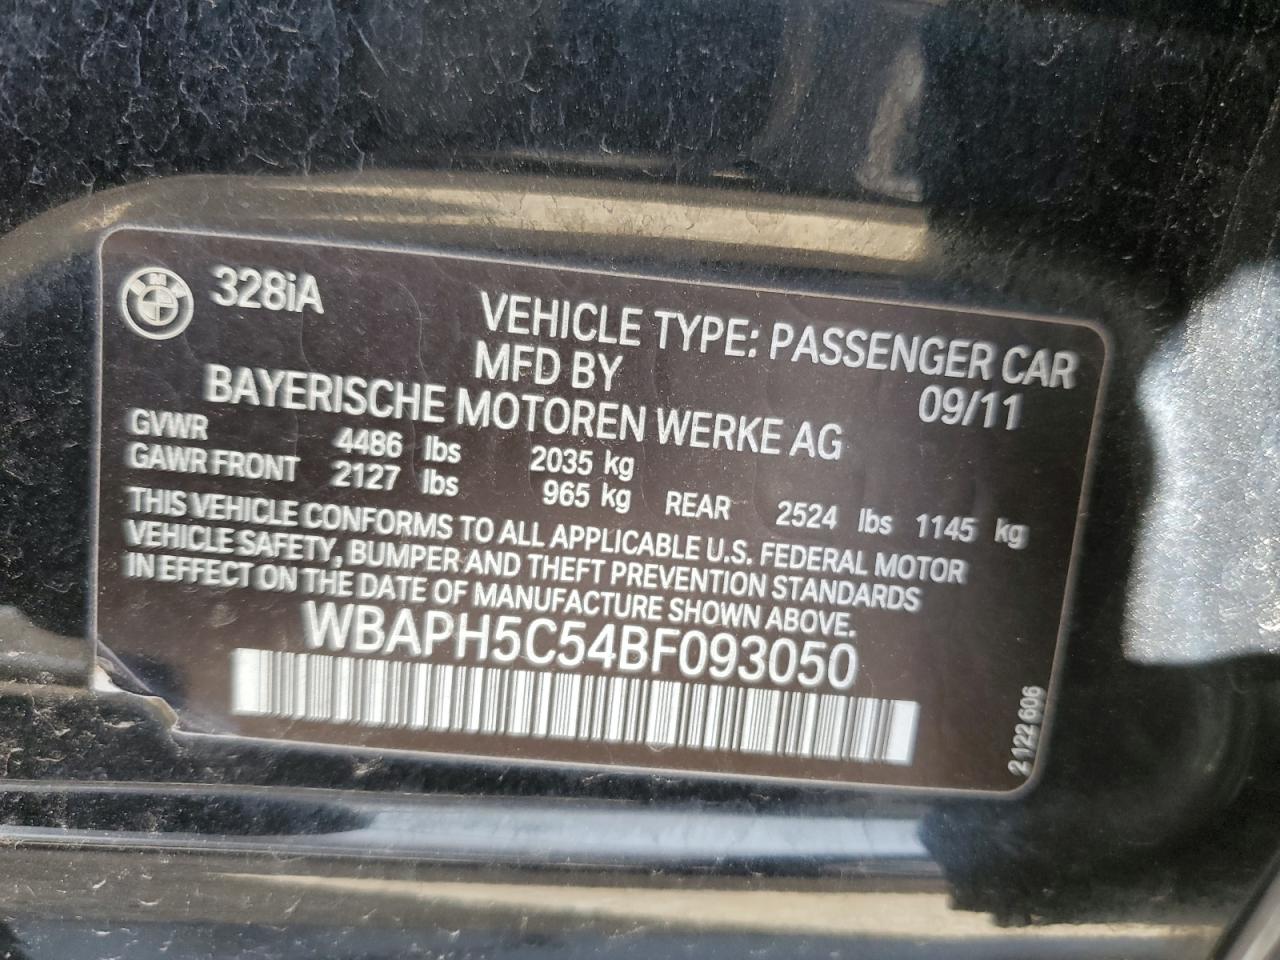 BMW
328iA
VEHICLE TYPE: PASSENGER CAR
MFD BY
09/11
BAYERISCHE MOTOREN WERKE AG
GVWR 4486 lbs 2035 kg
GAWR FRONT 2127 lbs 965 kg REAR 2524 lbs 1145 kg
THIS VEHICLE CONFORMS TO ALL APPLICABLE U.S. FEDERAL MOTOR
VEHICLE SAFETY, BUMPER AND THEFT PREVENTION STANDARDS
IN EFFECT ON THE DATE OF MANUFACTURE SHOWN ABOVE.
WBAPH5C54BF093050
2 122 606